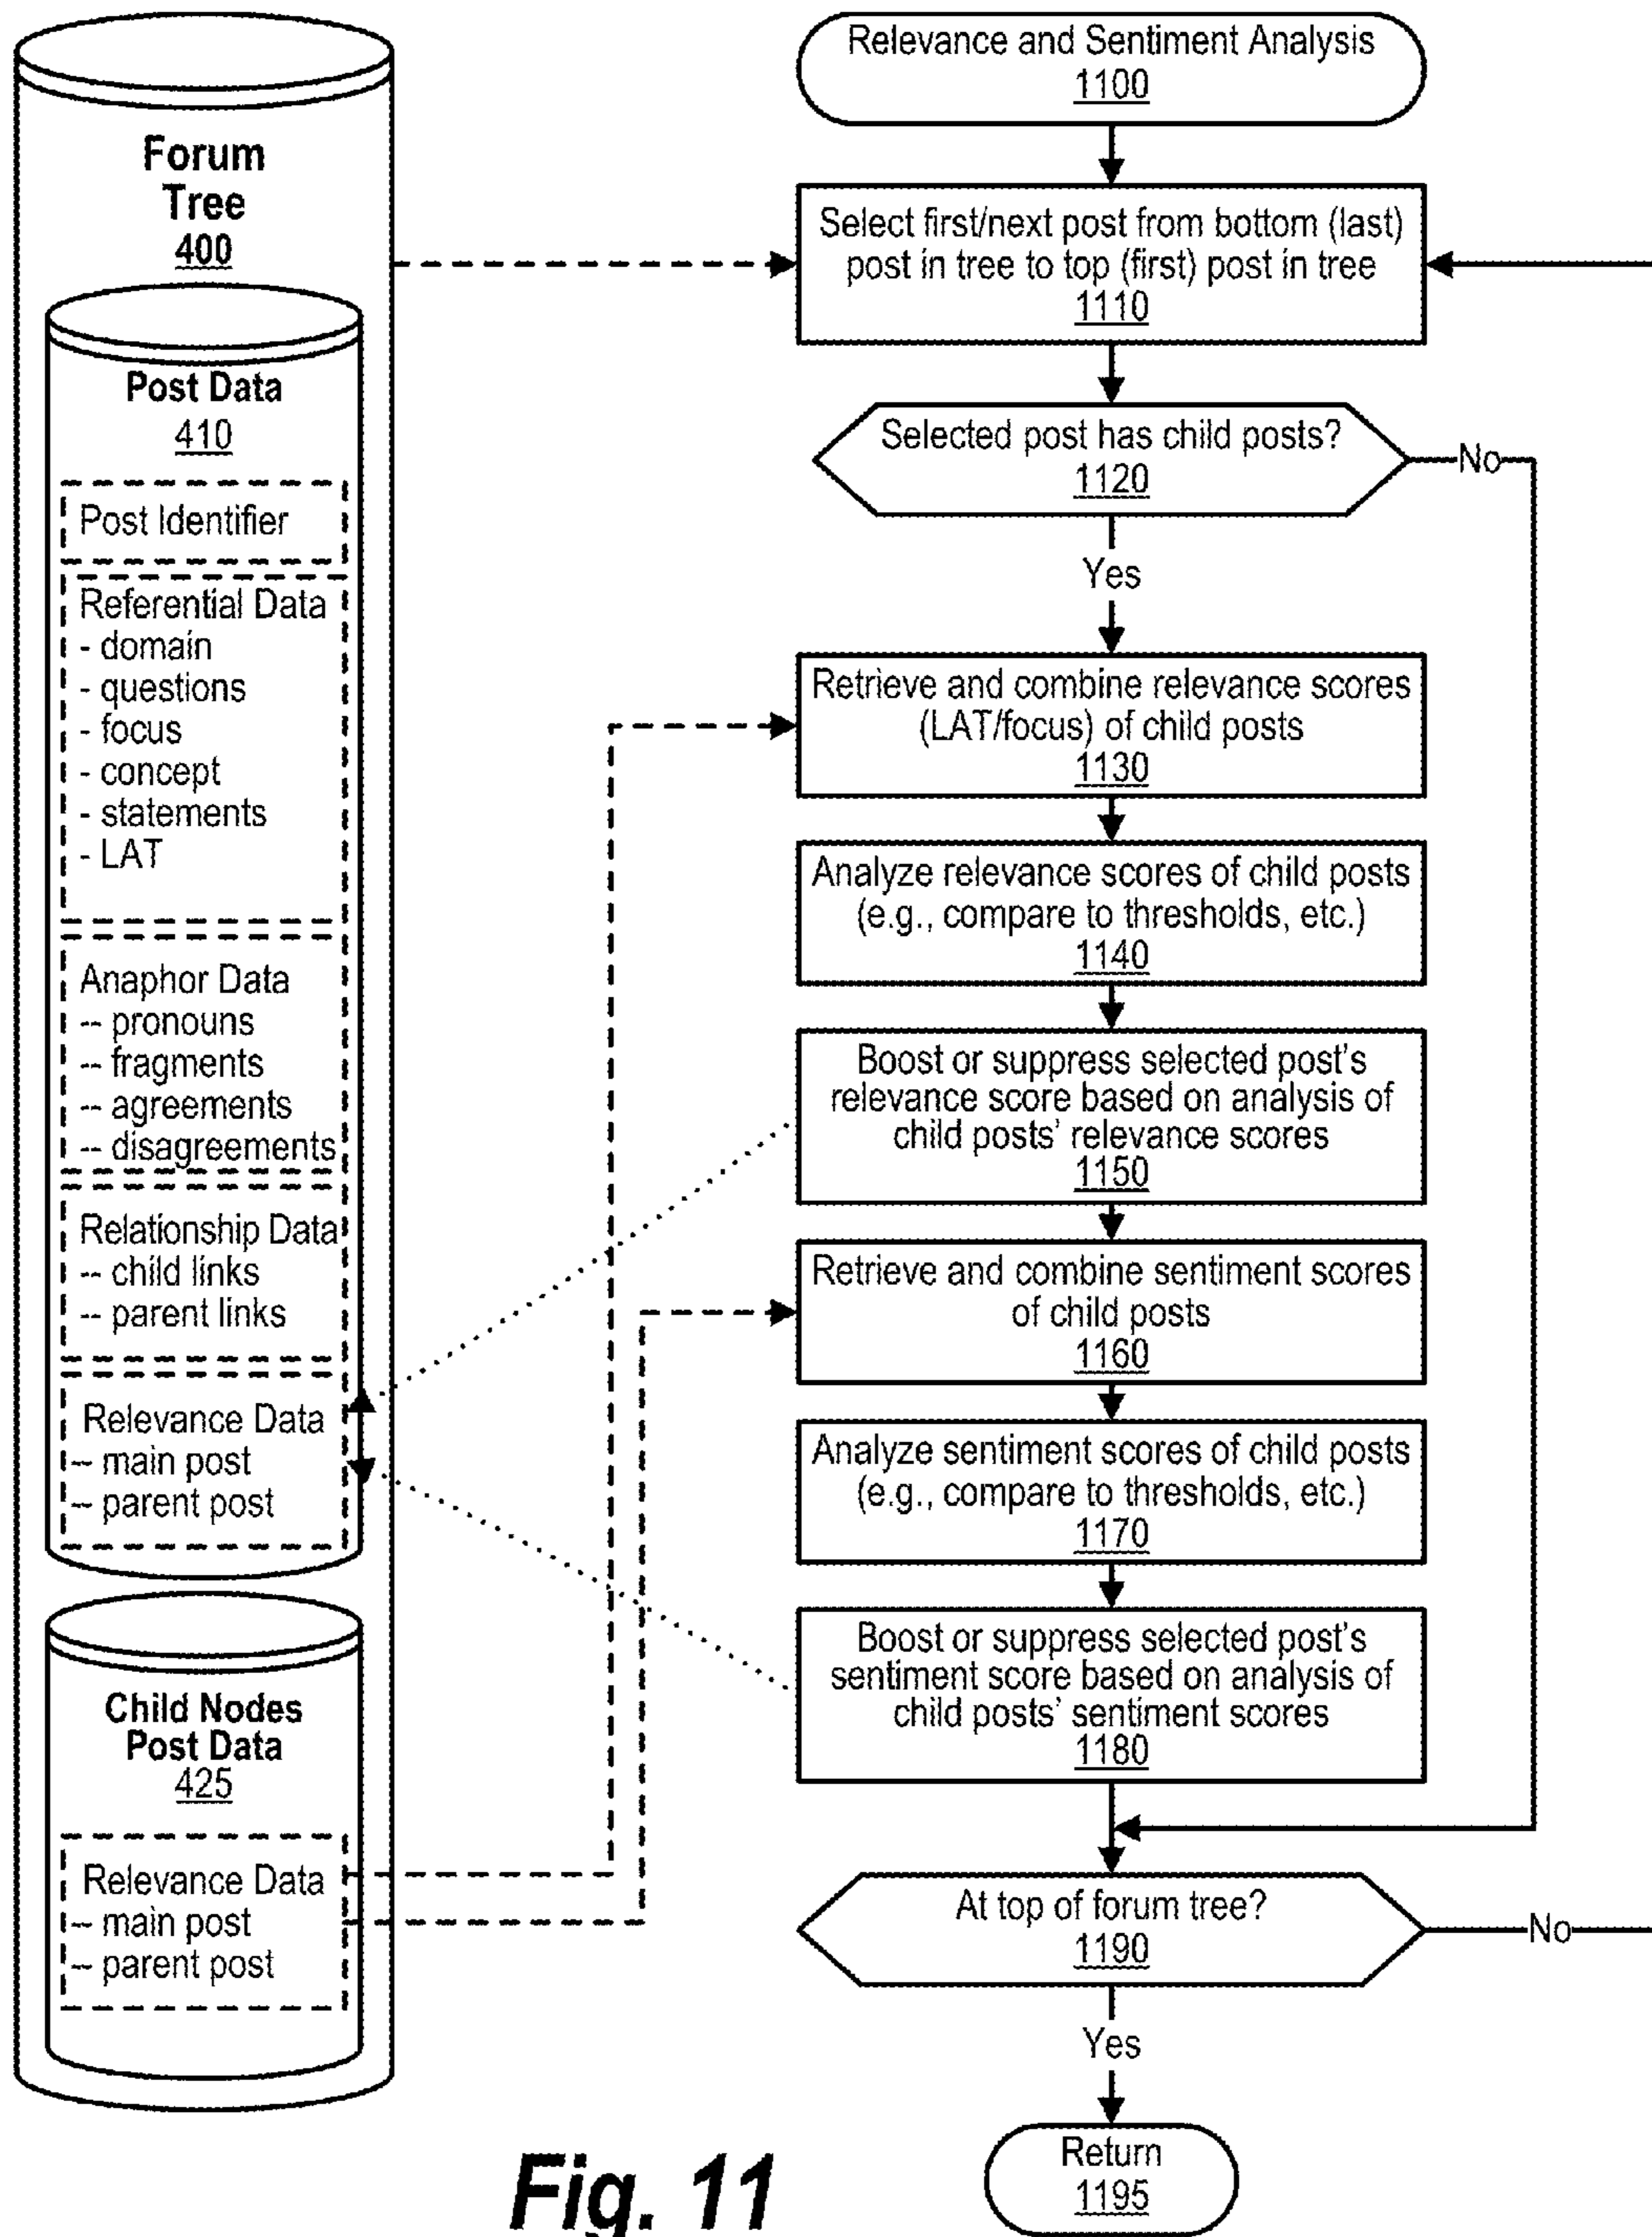 Forum
Tree
400
Post Data
410
Post Identifier
Referential Data
- domain
- questions
- focus
- concept
- statements
- LAT
Anaphor Data
-- pronouns
-- fragments
-- agreements
-- disagreements
Relationship Data
-- child links
-- parent links
Relevance Data
-- main post
-- parent post
Child Nodes
Post Data
425
Relevance Data
-- main post
-- parent post
Relevance and Sentiment Analysis
1100
Select first/next post from bottom (last)
post in tree to top (first) post in tree
1110
Selected post has child posts?
1120
No
Yes
Retrieve and combine relevance scores
(LAT/focus) of child posts
1130
Analyze relevance scores of child posts
(e.g., compare to thresholds, etc.)
1140
Boost or suppress selected post's
relevance score based on analysis of
child posts' relevance scores
1150
Retrieve and combine sentiment scores
of child posts
1160
Analyze sentiment scores of child posts
(e.g., compare to thresholds, etc.)
1170
Boost or suppress selected post's
sentiment score based on analysis of
child posts' sentiment scores
1180
At top of forum tree?
1190
No
Yes
Return
1195
Fig. 11